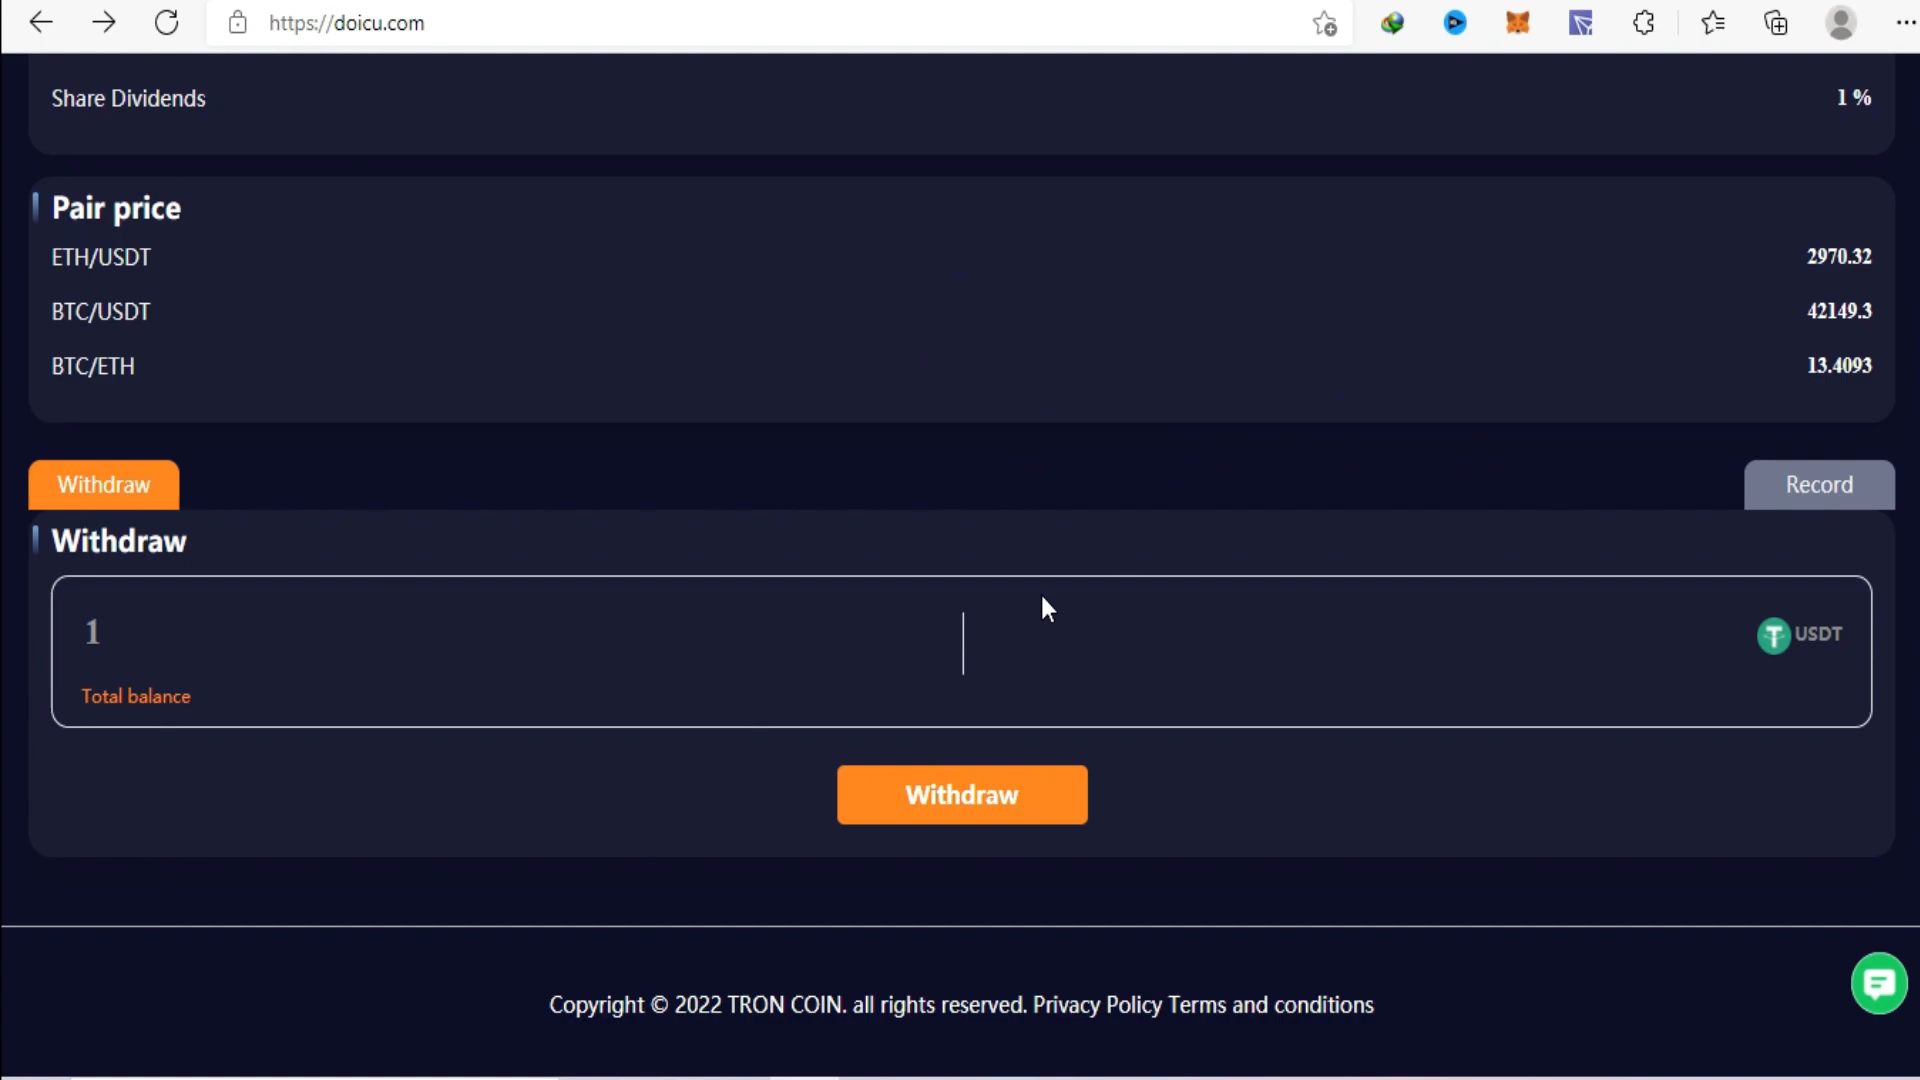 https://doicu.com
Share Dividends 1 %
Pair price
ETH/USDT 2970.32
BTC/USDT 42149.3
BTC/ETH 13.4093
Withdraw Record
Withdraw
1 USDT
Total balance
Withdraw
Copyright © 2022 TRON COIN. all rights reserved. Privacy Policy Terms and conditions